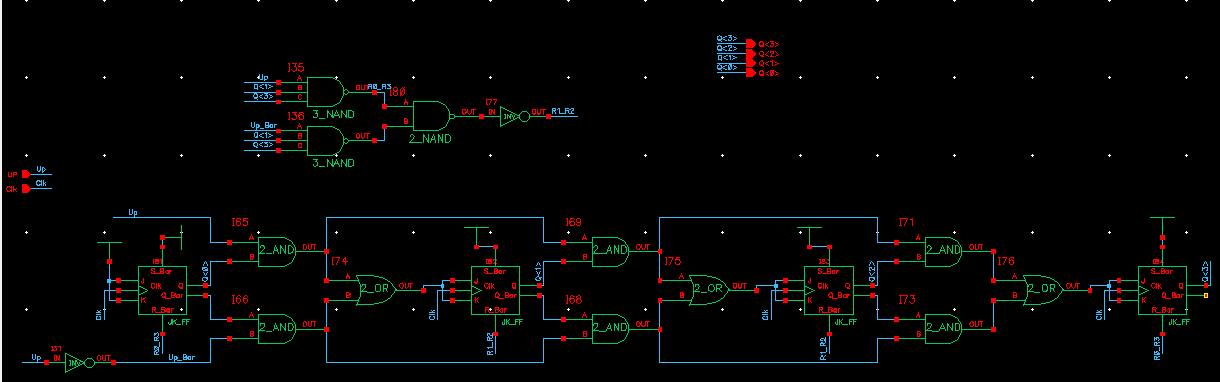 Q<3> Q<3>
Q<2> Q<2>
Q<1> Q<1>
Q<0> Q<0>
I35
Up A
Q<1> B OUT R0_R3 I80
Q<3> C
3_NAND
A
B OUT
2_NAND
I77
IN INV OUT R1_R2
I36
Up_Bar A
Q<1> B OUT
Q<3> C
3_NAND
UP Up
Clk Clk
Up
I65
A 2_AND OUT
B
I69
A 2_AND OUT
B
I71
A 2_AND OUT
B
S_Bar
J
Clk Q Q<0>
K Q_Bar
R_Bar
JK_FF
Clk
R0_R3
I74
A 2_OR OUT
B
S_Bar
J
Clk Q Q<1>
K Q_Bar
R_Bar
JK_FF
Clk
R1_R2
I75
A 2_OR OUT
B
S_Bar
J
Clk Q Q<2>
K Q_Bar
R_Bar
JK_FF
Clk
R1_R2
I76
A 2_OR OUT
B
S_Bar
J
Clk Q Q<3>
K Q_Bar
R_Bar
JK_FF
Clk
R0_R3
I66
A 2_AND OUT
B
I68
A 2_AND OUT
B
I73
A 2_AND OUT
B
Up IN INV OUT Up_Bar